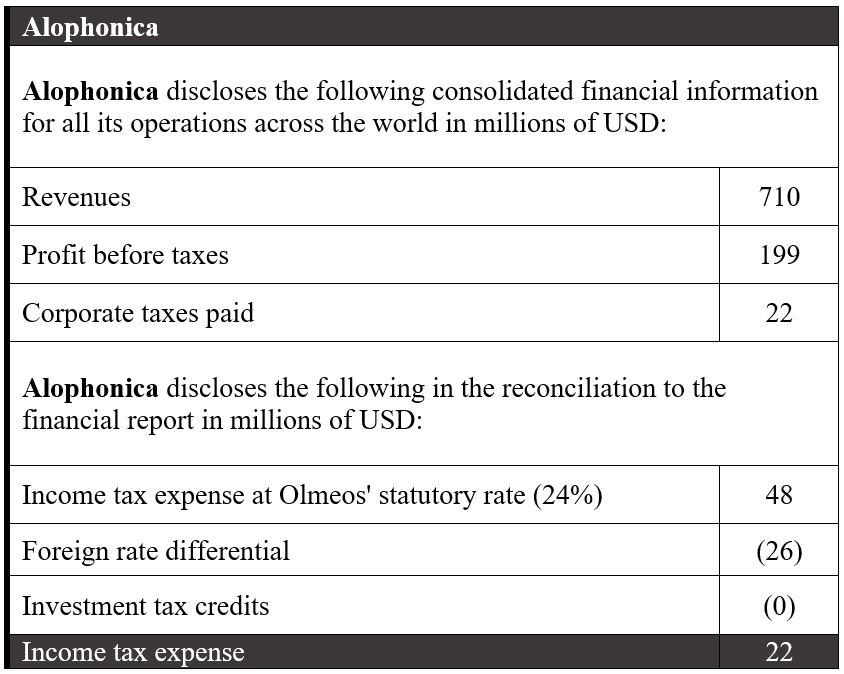 Alophonica
Alophonica discloses the following consolidated financial information
for all its operations across the world in millions of USD:
Revenues 710
Profit before taxes 199
Corporate taxes paid 22
Alophonica discloses the following in the reconciliation to the
financial report in millions of USD:
Income tax expense at Olmeos' statutory rate (24%) 48
Foreign rate differential (26)
Investment tax credits (0)
Income tax expense 22